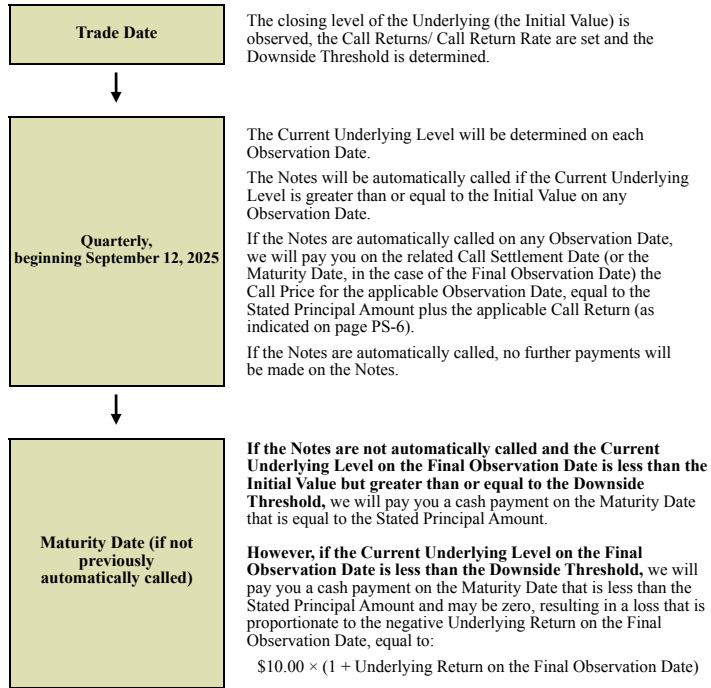 Trade Date
The closing level of the Underlying (the Initial Value) is
observed, the Call Returns/ Call Return Rate are set and the
Downside Threshold is determined.
Quarterly,
beginning September 12, 2025
The Current Underlying Level will be determined on each
Observation Date.
The Notes will be automatically called if the Current Underlying
Level is greater than or equal to the Initial Value on any
Observation Date.
If the Notes are automatically called on any Observation Date,
we will pay you on the related Call Settlement Date (or the
Maturity Date, in the case of the Final Observation Date) the
Call Price for the applicable Observation Date, equal to the
Stated Principal Amount plus the applicable Call Return (as
indicated on page PS-6).
If the Notes are automatically called, no further payments will
be made on the Notes.
Maturity Date (if not
previously
automatically called)
If the Notes are not automatically called and the Current
Underlying Level on the Final Observation Date is less than the
Initial Value but greater than or equal to the Downside
Threshold, we will pay you a cash payment on the Maturity Date
that is equal to the Stated Principal Amount.
However, if the Current Underlying Level on the Final
Observation Date is less than the Downside Threshold, we will
pay you a cash payment on the Maturity Date that is less than the
Stated Principal Amount and may be zero, resulting in a loss that is
proportionate to the negative Underlying Return on the Final
Observation Date, equal to:
$10.00 × (1 + Underlying Return on the Final Observation Date)